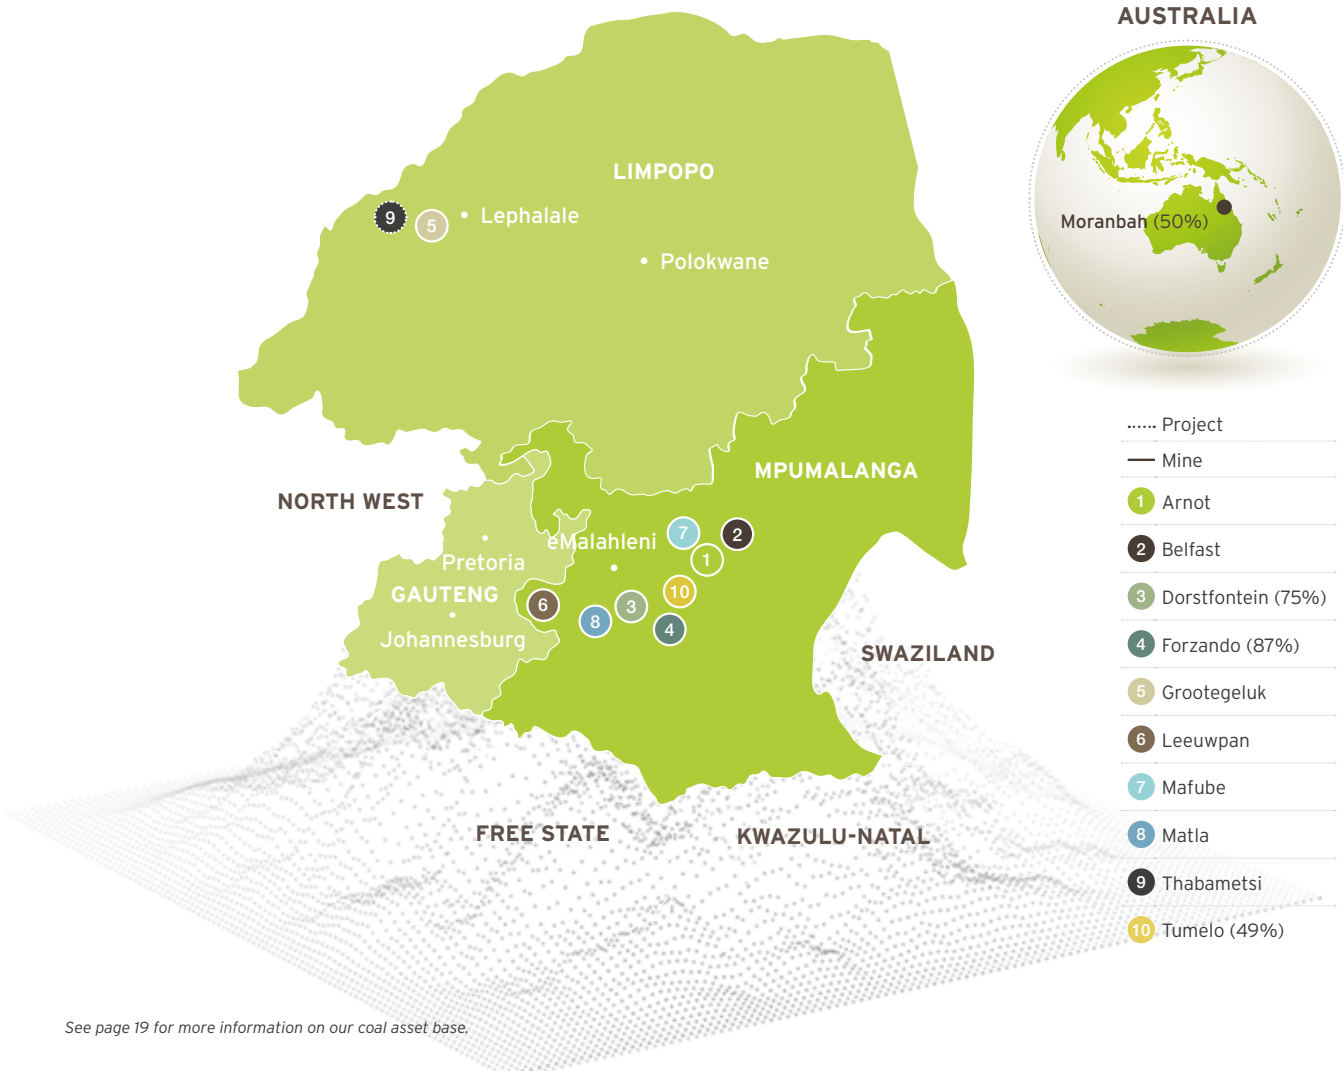 AUSTRALIA
LIMPOPO
9
5
Lephalale
Polokwane
Moranbah (50%)
MPUMALANGA
NORTH WEST
eMalahleni
7
2
1
Pretoria
GAUTENG
Johannesburg
6
8
3
10
4
SWAZILAND
FREE STATE
KWAZULU-NATAL
Project
Mine
1 Arnot
2 Belfast
3 Dorstfontein (75%)
4 Forzando (87%)
5 Grootegeluk
6 Leeuwpan
7 Mafube
8 Matla
9 Thabametsi
10 Tumelo (49%)
See page 19 for more information on our coal asset base.